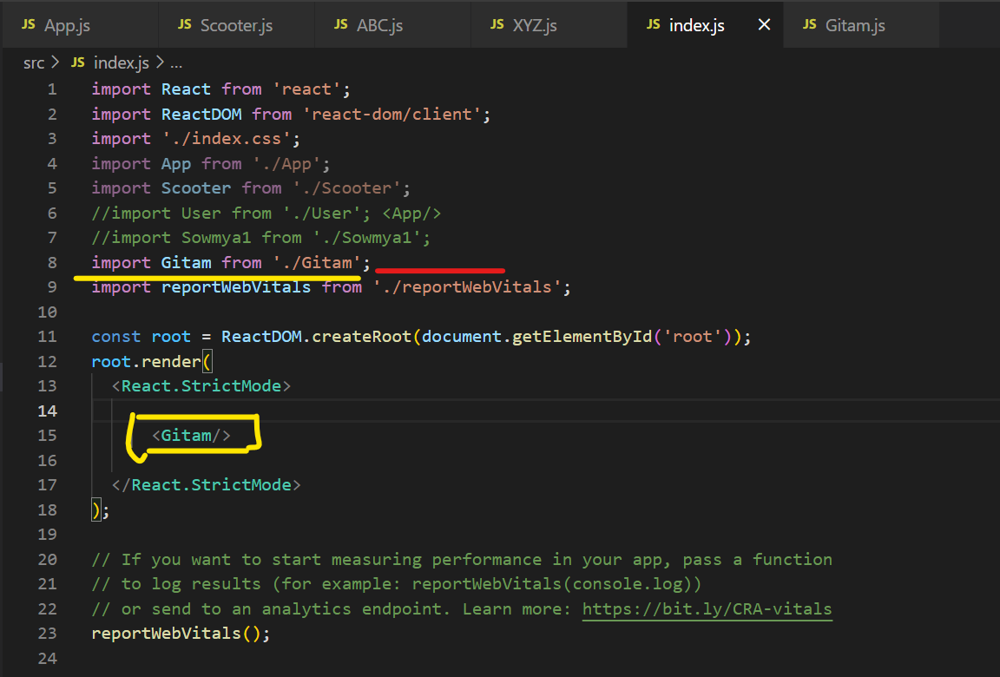 JS App.js JS Scooter.js JS ABC.js JS XYZ.js JS index.js × JS Gitam.js
src > JS index.js > ...
1 import React from 'react';
2 import ReactDOM from 'react-dom/client';
3 import './index.css';
4 import App from './App';
5 import Scooter from './Scooter';
6 //import User from './User'; <App/>
7 //import Sowmya1 from './Sowmya1';
8 import Gitam from './Gitam';
9 import reportWebVitals from './reportWebVitals';
10
11 const root = ReactDOM.createRoot(document.getElementById('root'));
12 root.render(
13 <React.StrictMode>
14
15 <Gitam/>
16
17 </React.StrictMode>
18 );
19
20 // If you want to start measuring performance in your app, pass a function
21 // to log results (for example: reportWebVitals(console.log))
22 // or send to an analytics endpoint. Learn more: https://bit.ly/CRA-vitals
23 reportWebVitals();
24